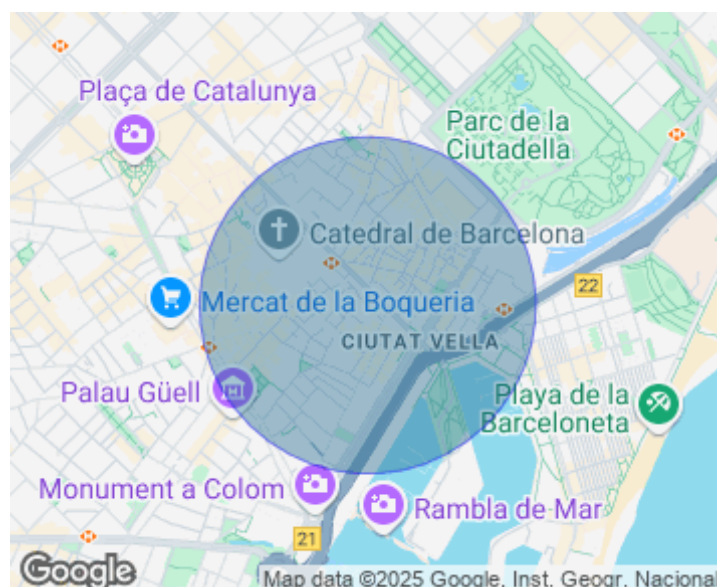 Plaça de Catalunya
Parc de la
Ciutadella
Catedral de Barcelona
22
Mercat de la Boqueria
CIUTAT VELLA
Palau Güell
Playa de la
Barceloneta
Monument a Colom
Rambla de Mar
21
Google
Map data ©2025 Google, Inst. Geogr. Nacional